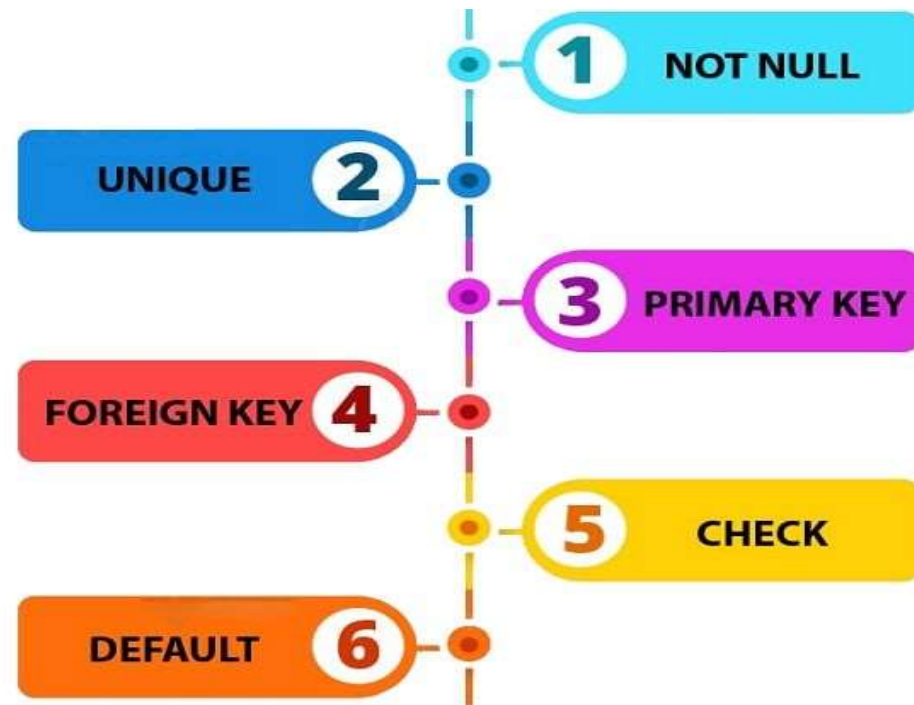 1 NOT NULL
UNIQUE 2
3 PRIMARY KEY
FOREIGN KEY 4
5 CHECK
DEFAULT 6